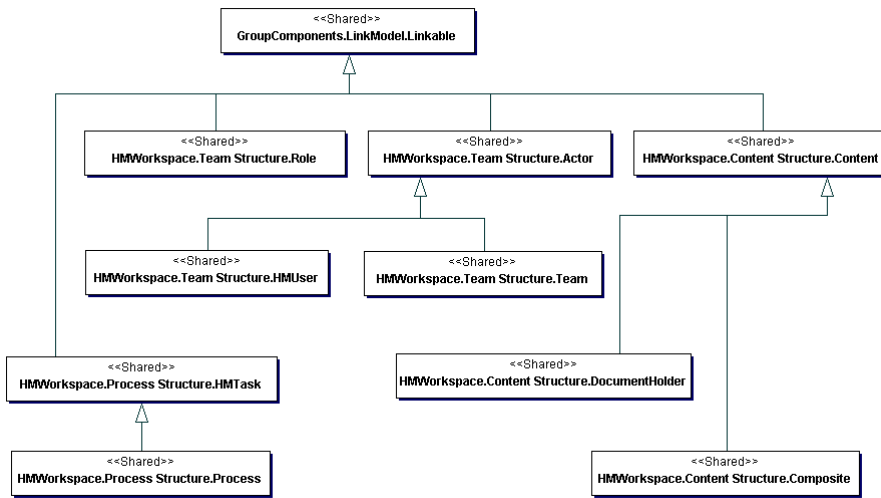 <<Shared>>
GroupComponents.LinkModel.Linkable
<<Shared>>
HMWorkspace.Team Structure.Role
<<Shared>>
HMWorkspace.Team Structure.Actor
<<Shared>>
HMWorkspace.Content Structure.Content
<<Shared>>
HMWorkspace.Team Structure.HMUser
<<Shared>>
HMWorkspace.Team Structure.Team
<<Shared>>
HMWorkspace.Process Structure.HMTask
<<Shared>>
HMWorkspace.Content Structure.DocumentHolder
<<Shared>>
HMWorkspace.Process Structure.Process
<<Shared>>
HMWorkspace.Content Structure.Composite